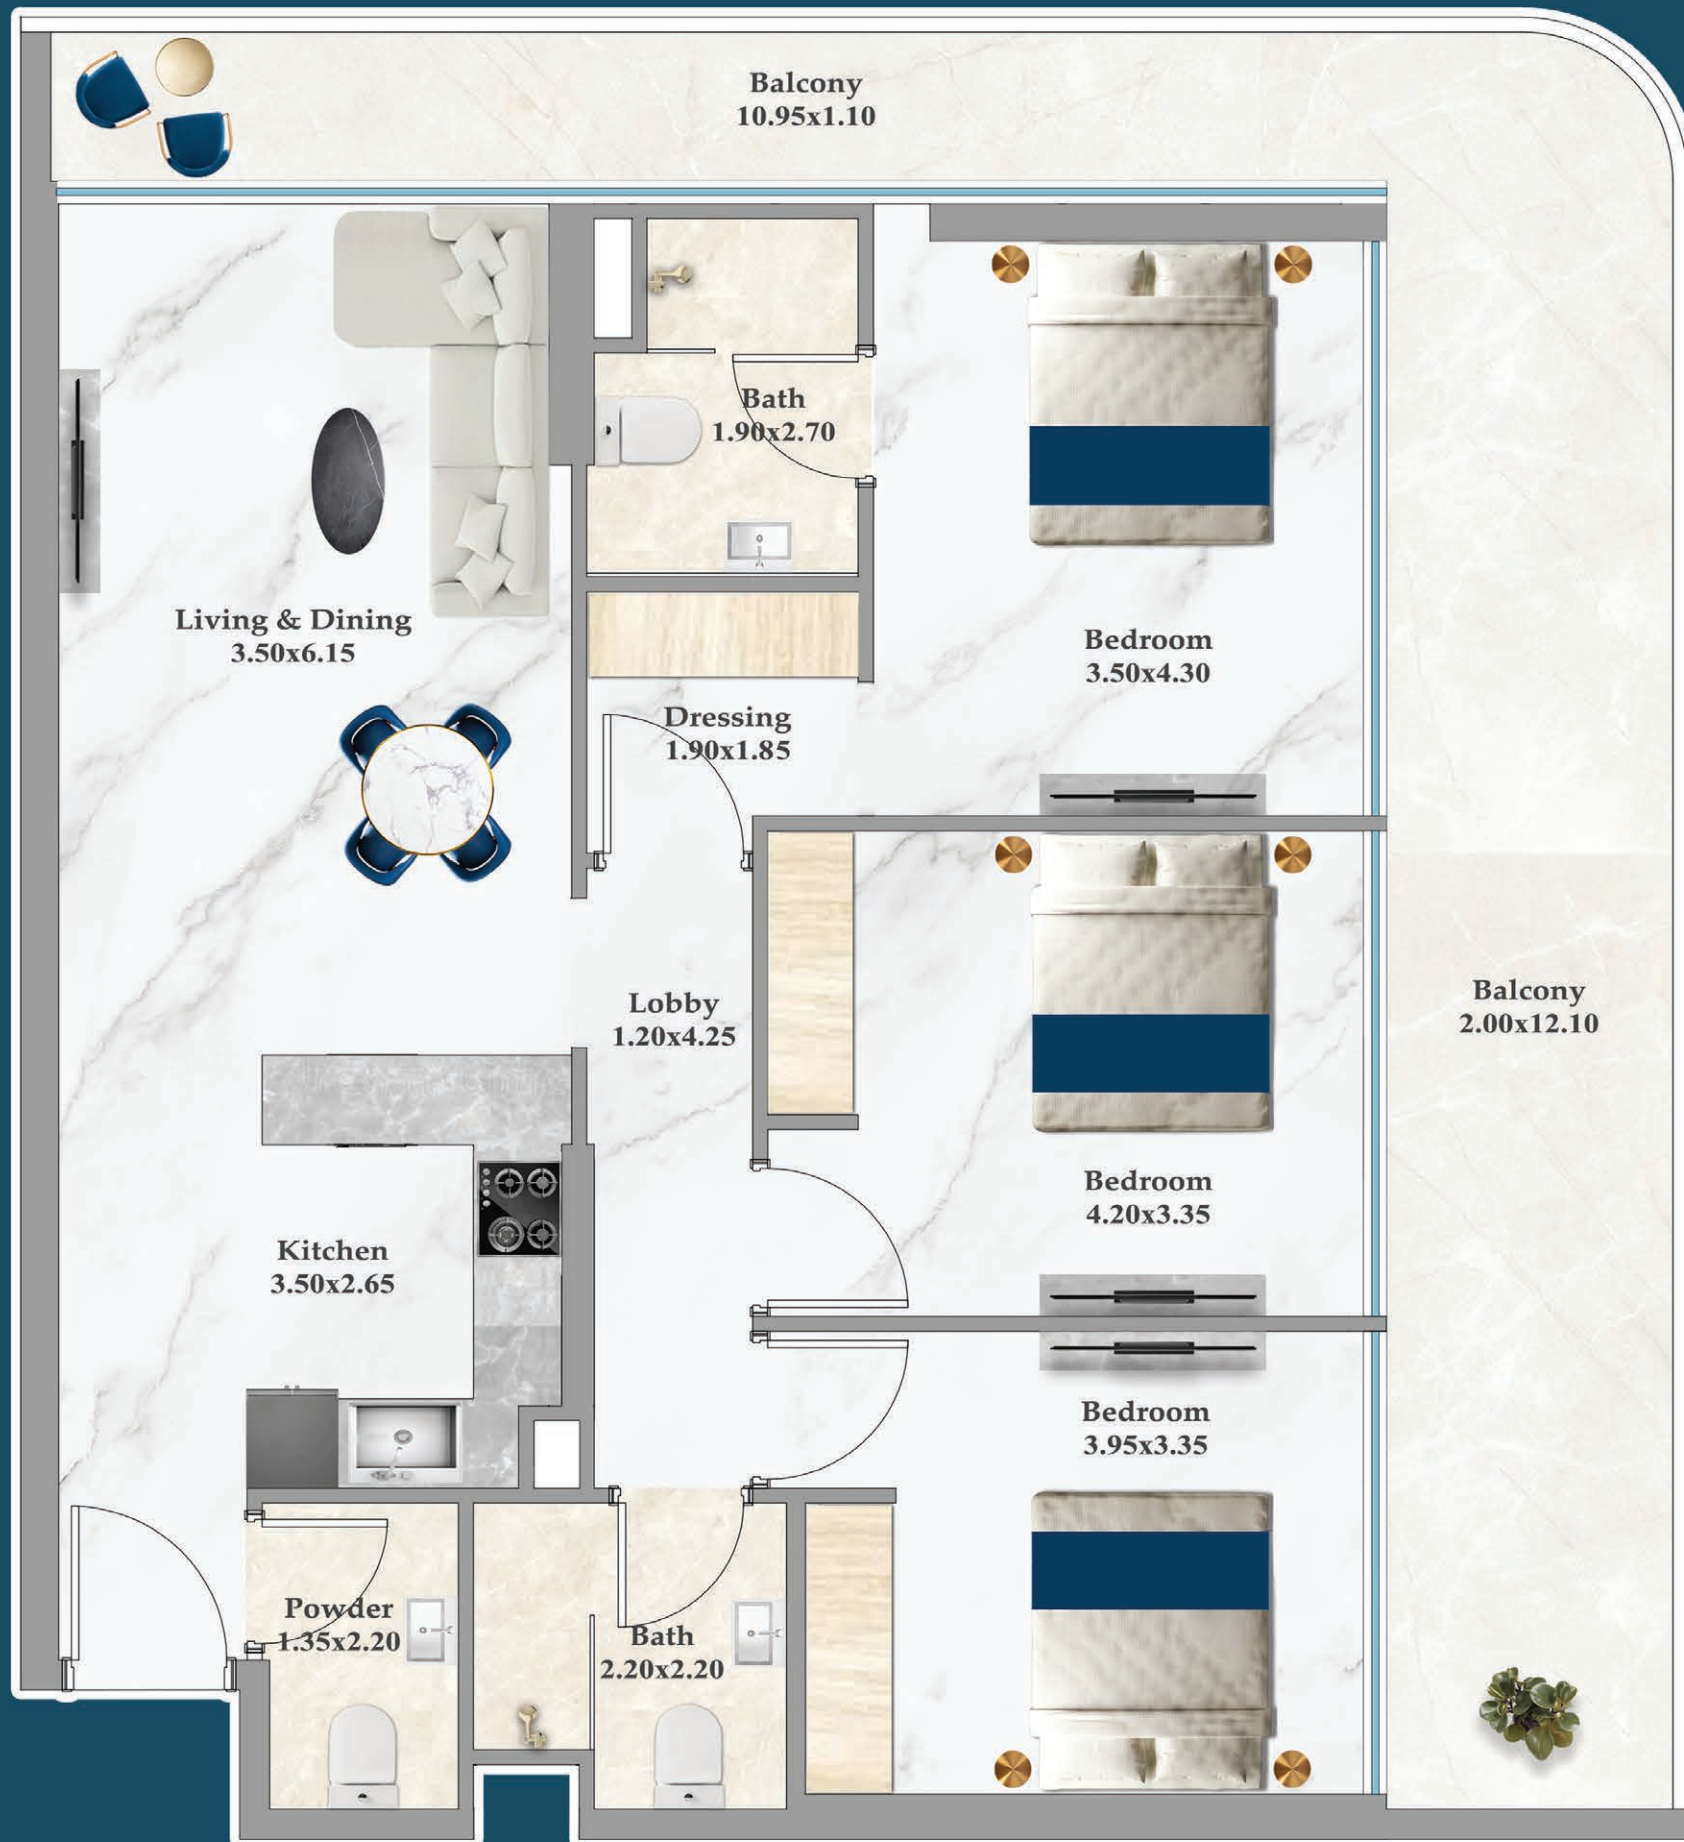 Balcony
10.95x1.10
Bath
1.90x2.70
Living & Dining
3.50x6.15
Bedroom
3.50x4.30
Dressing
1.90x1.85
Lobby
1.20x4.25
Balcony
2.00x12.10
Bedroom
4.20x3.35
Kitchen
3.50x2.65
Bedroom
3.95x3.35
Powder
1.35x2.20
Bath
2.20x2.20